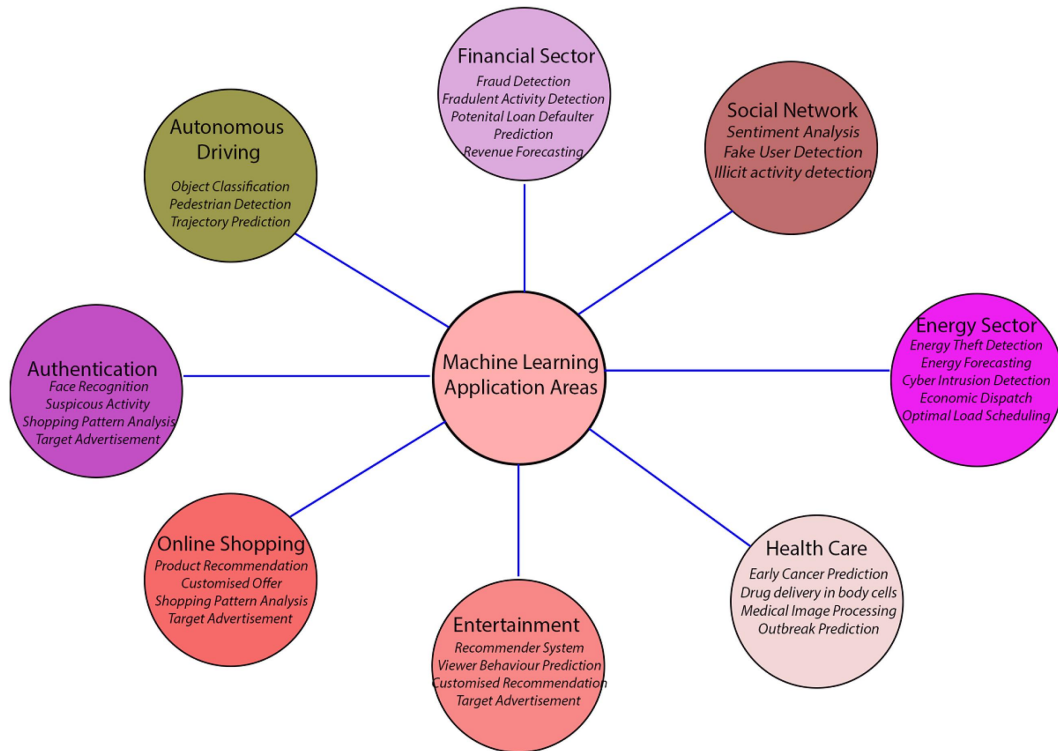 Financial Sector
Fraud Detection
Fradulent Activity Detection
Potenital Loan Defaulter
Prediction
Revenue Forecasting
Social Network
Sentiment Analysis
Fake User Detection
Illicit activity detection
Autonomous
Driving
Object Classification
Pedestrian Detection
Trajectory Prediction
Machine Learning
Application Areas
Energy Sector
Energy Theft Detection
Energy Forecasting
Cyber Intrusion Detection
Economic Dispatch
Optimal Load Scheduling
Authentication
Face Recognition
Suspicous Activity
Shopping Pattern Analysis
Target Advertisement
Online Shopping
Product Recommendation
Customised Offer
Shopping Pattern Analysis
Target Advertisement
Entertainment
Recommender System
Viewer Behaviour Prediction
Customised Recommendation
Target Advertisement
Health Care
Early Cancer Prediction
Drug delivery in body cells
Medical Image Processing
Outbreak Prediction